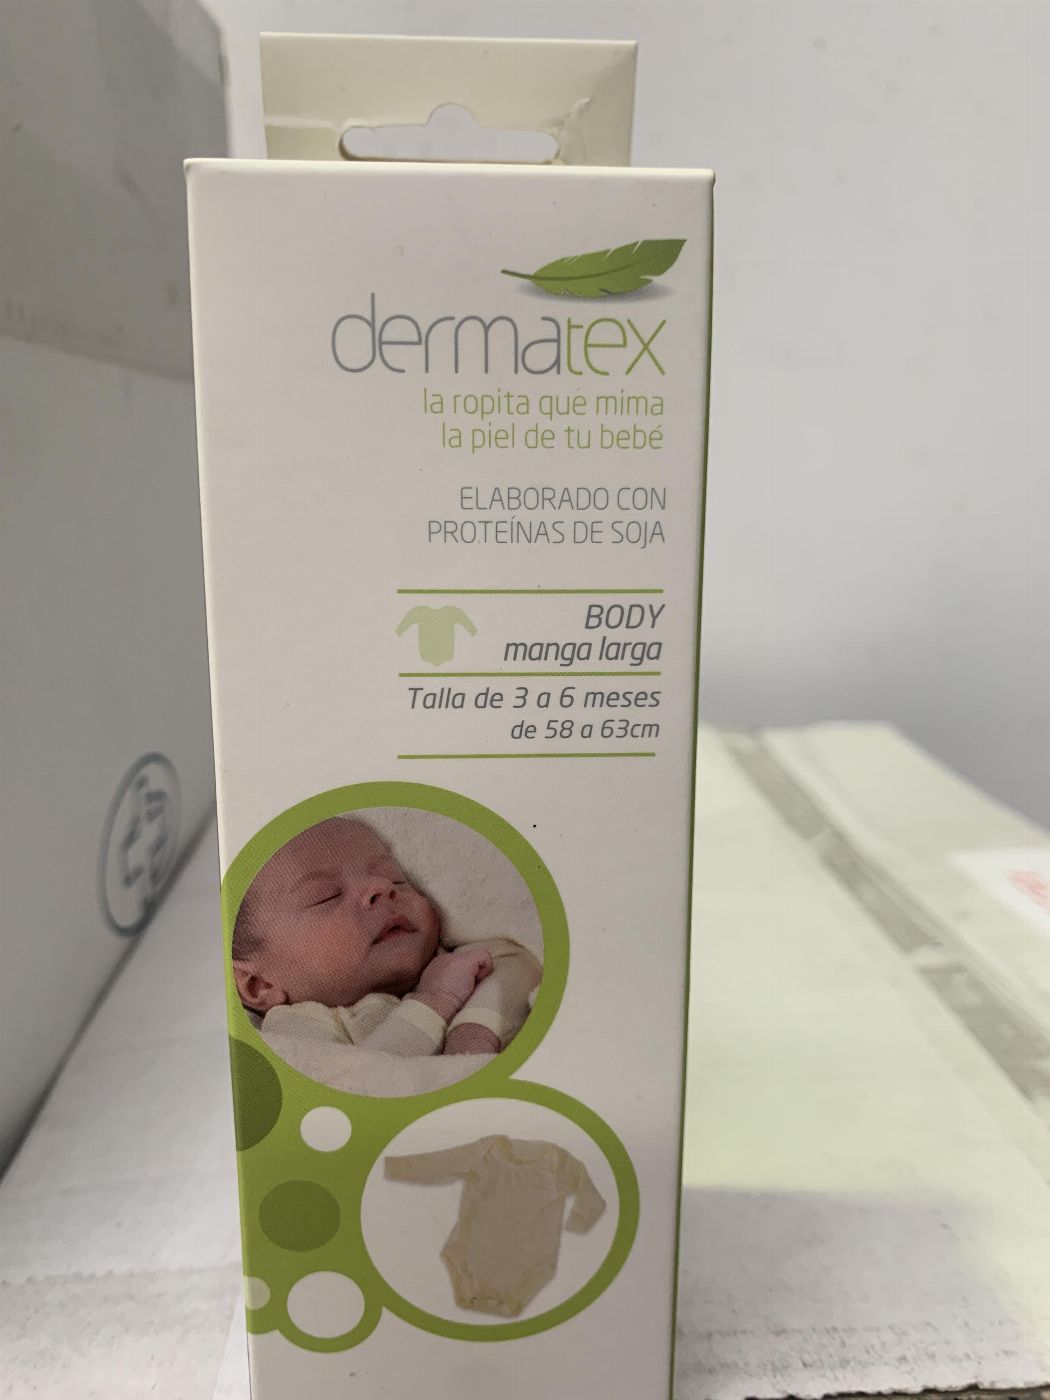 dermatex
la ropita que mima
la piel de tu bebé
ELABORADO CON
PROTEÍNAS DE SOJA
BODY
manga larga
Talla de 3 a 6 meses
de 58 a 63cm